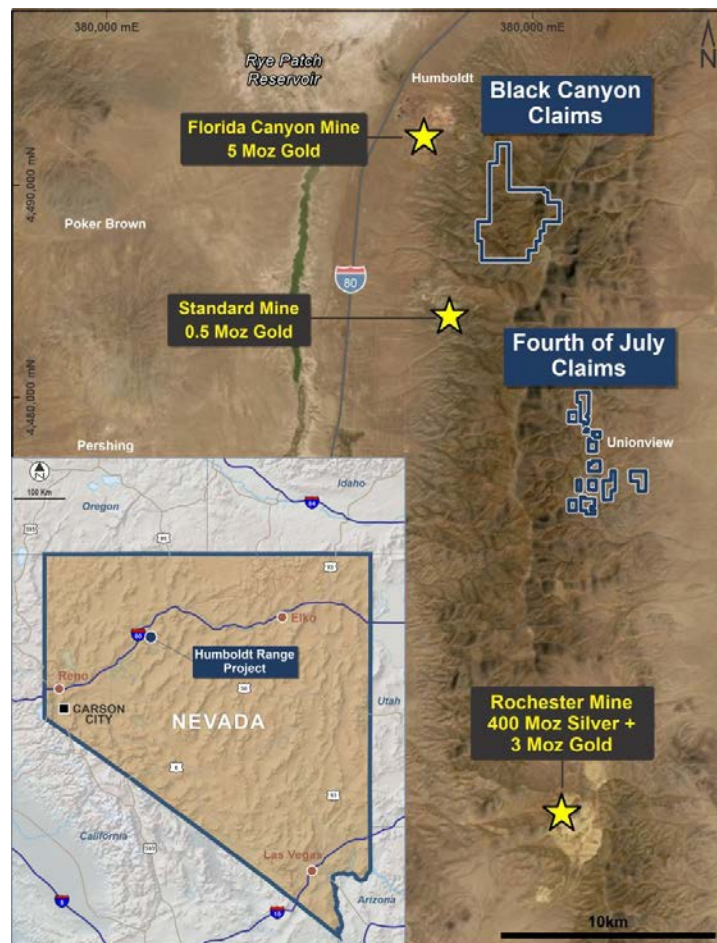 380,000 mE
380,000 mE
N
Rye Patch
Reservoir
Humboldt
Black Canyon
Claims
Florida Canyon Mine
5 Moz Gold
4,490,000 mN
Poker Brown
80
Standard Mine
0.5 Moz Gold
Fourth of July
Claims
4,480,000 mN
Pershing
Unionview
N
100 Km
Oregon
Idaho
84
395
95
93
Elko
80
Humboldt Range
Project
Reno
50
Utah
CARSON
CITY
NEVADA
6
93
California
395
Las Vegas
5
15
Arizona
Rochester Mine
400 Moz Silver +
3 Moz Gold
10km